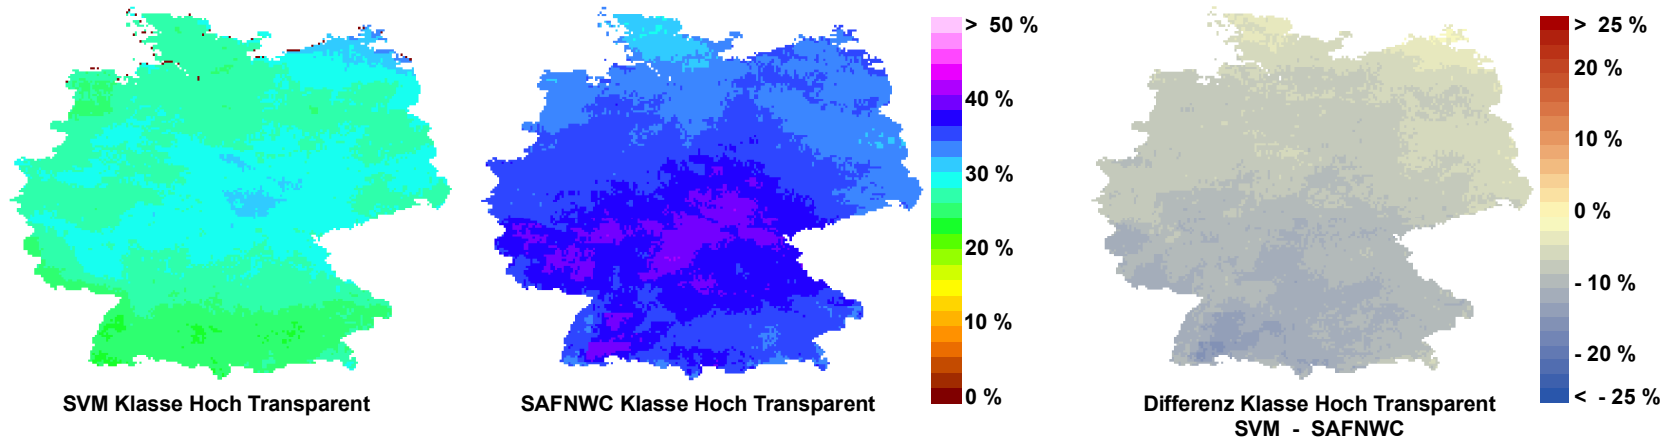 > 50 %
40 %
30 %
20 %
10 %
0 %
> 25 %
20 %
10 %
0 %
- 10 %
- 20 %
< - 25 %
SVM Klasse Hoch Transparent
SAFNWC Klasse Hoch Transparent
Differenz Klasse Hoch Transparent
SVM - SAFNWC